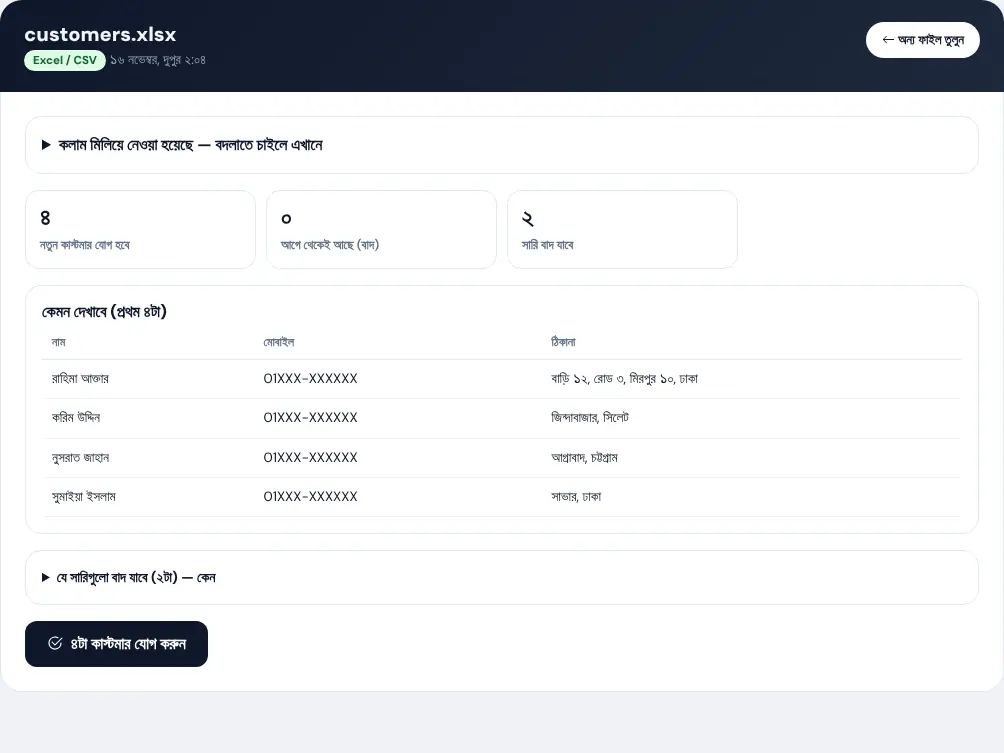 customers.xlsx
Excel / CSV ১৬ নভেম্বর, দুপুর ২:০৪
← অন্য ফাইল তুলুন
▶ কলাম মিলিয়ে নেওয়া হয়েছে — বদলাতে চাইলে এখানে
৪
নতুন কাস্টমার যোগ হবে
০
আগে থেকেই আছে (বাদ)
২
সারি বাদ যাবে
কেমন দেখাবে (প্রথম ৪টা)
নাম মোবাইল ঠিকানা
রাহিমা আক্তার 01XXX-XXXXXX বাড়ি ১২, রোড ৩, মিরপুর ১০, ঢাকা
করিম উদ্দিন 01XXX-XXXXXX জিন্দাবাজার, সিলেট
নুসরাত জাহান 01XXX-XXXXXX আগ্রাবাদ, চট্টগ্রাম
সুমাইয়া ইসলাম 01XXX-XXXXXX সাভার, ঢাকা
▶ যে সারিগুলো বাদ যাবে (২টা) — কেন
৪টা কাস্টমার যোগ করুন